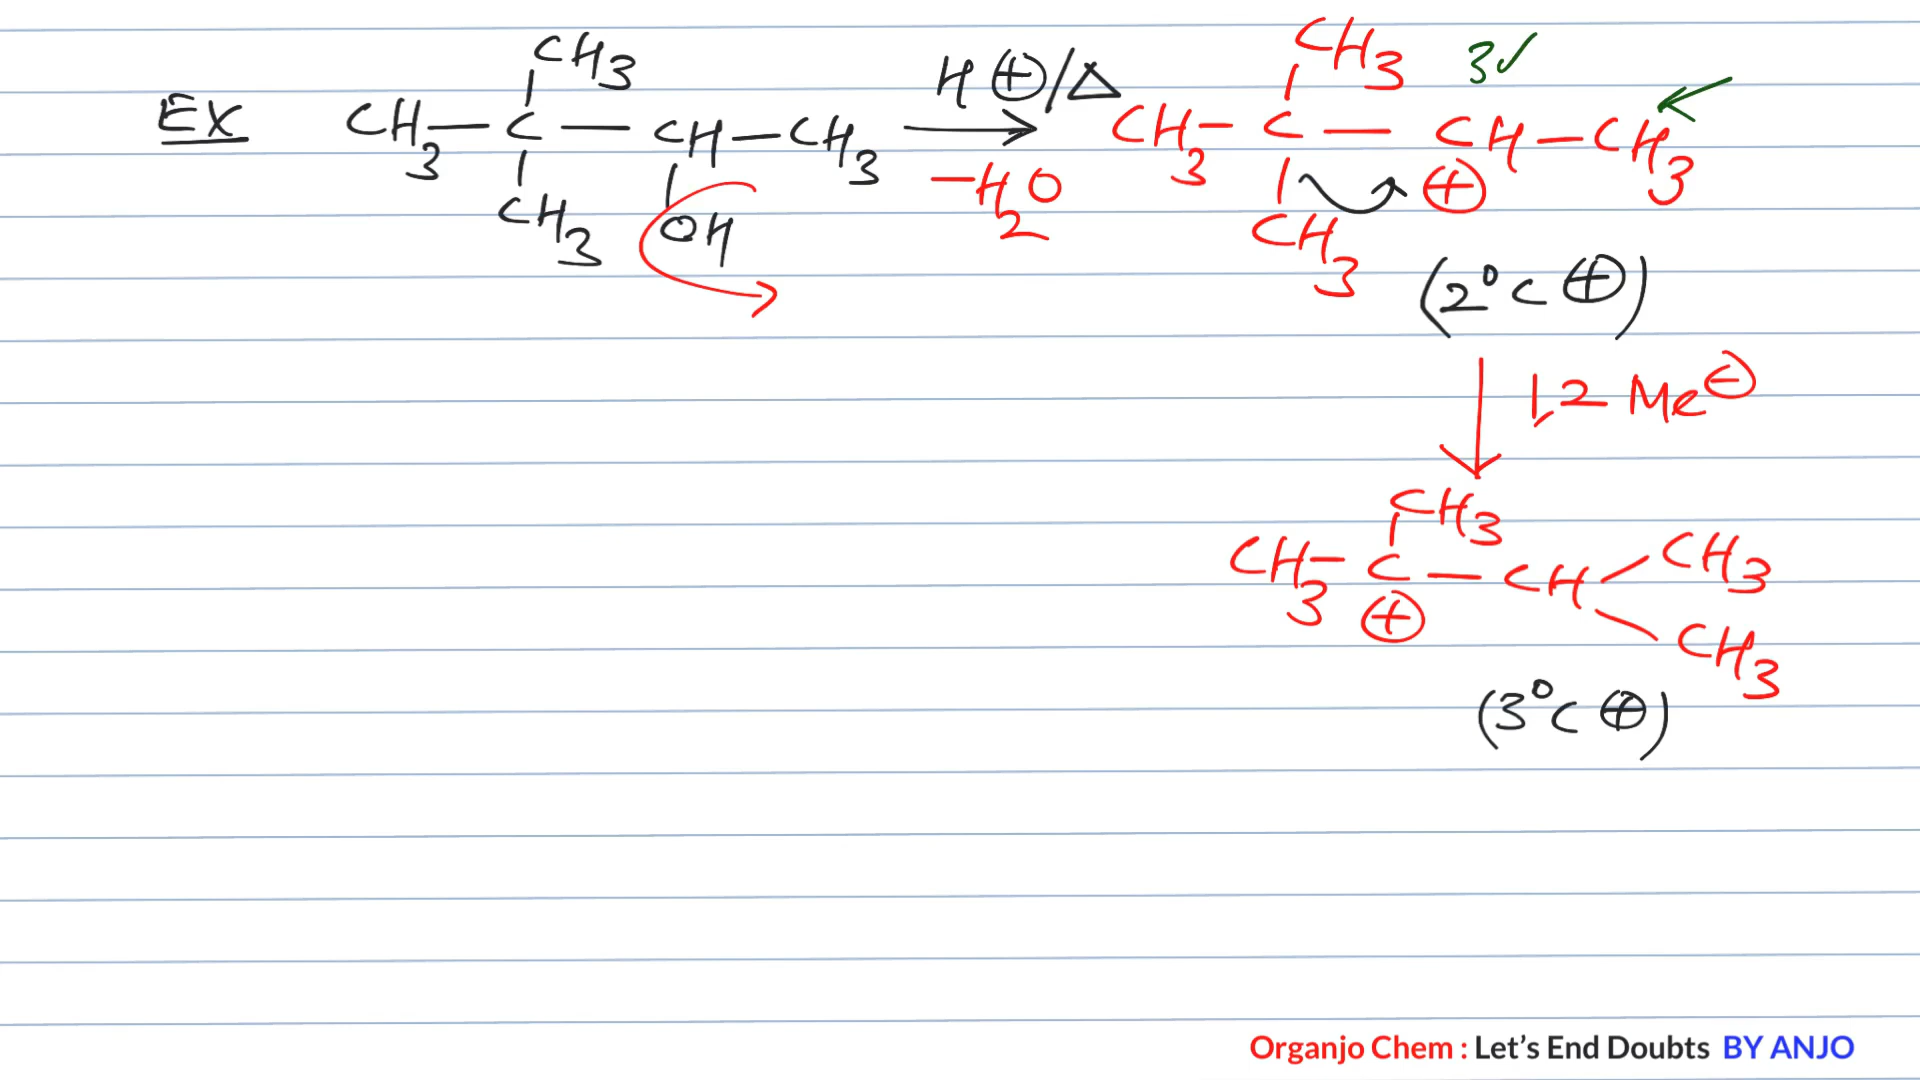 CH3 CH3 3✓
EX CH3—C—CH—CH3 H⊕/Δ → CH3–C—CH–CH3
–H2O ⊕
CH3 OH CH3
(2°C⊕)
1,2 Me⊖
CH3
CH3–C—CH CH3
⊕ CH3
(3°C⊕)
Organjo Chem : Let's End Doubts BY ANJO